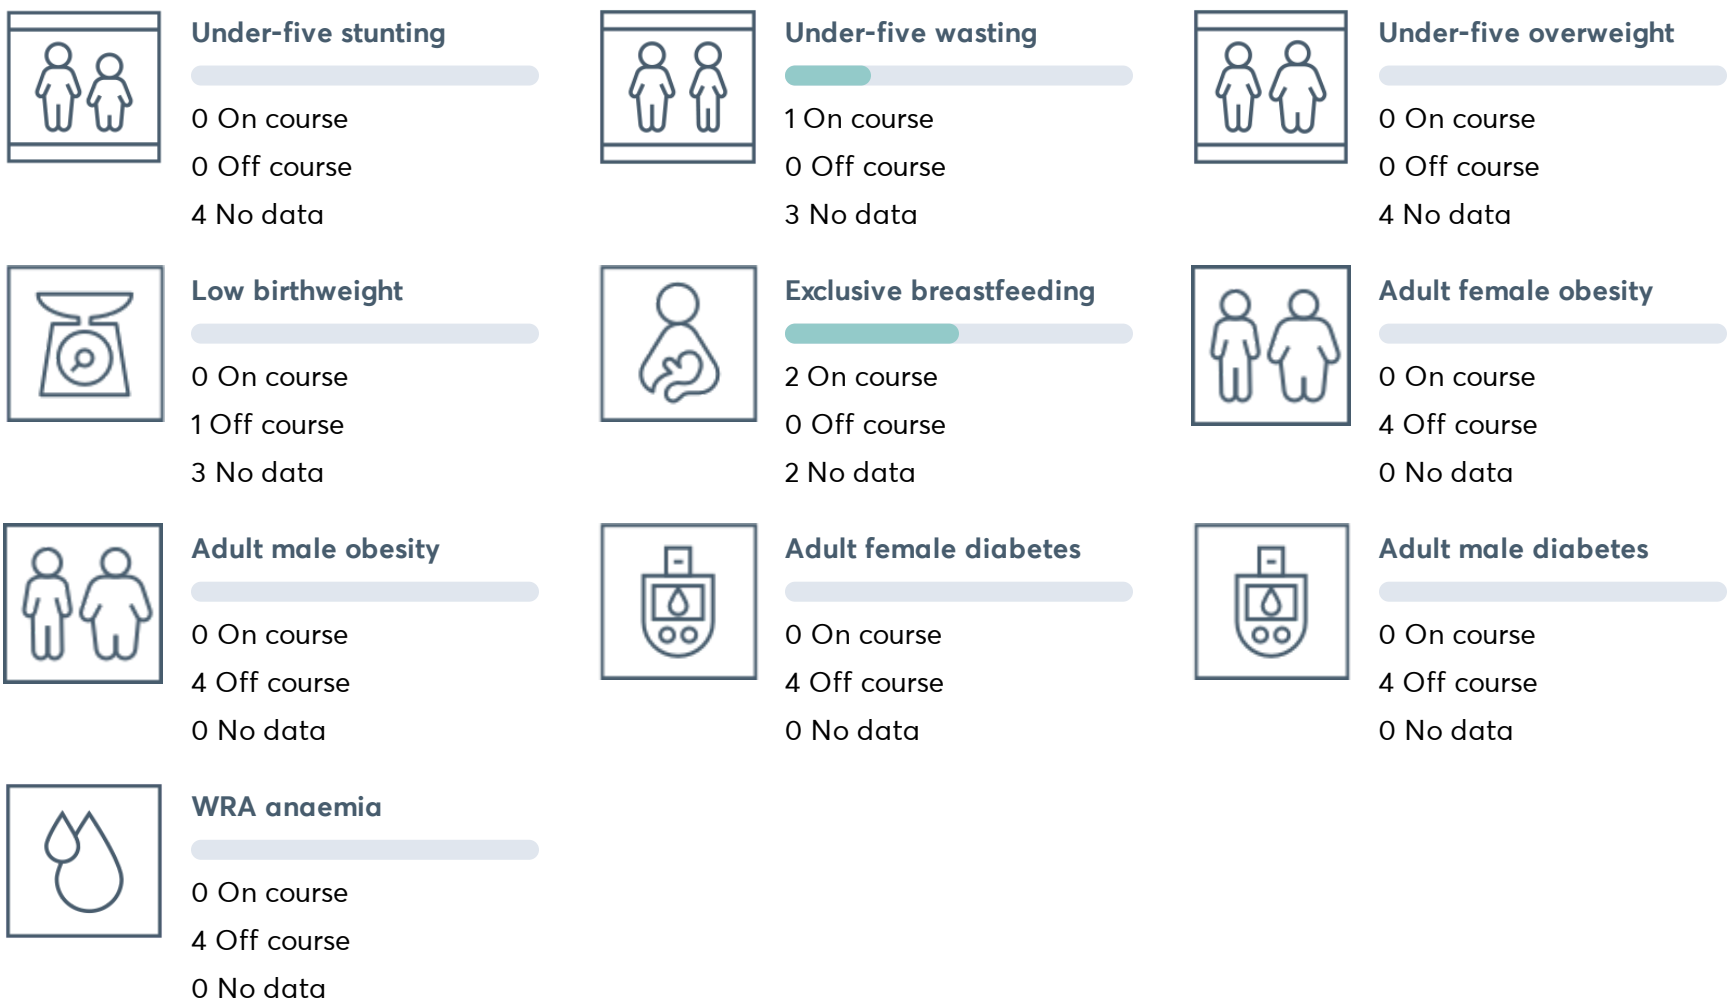 Under-five stunting
0 On course
0 Off course
4 No data
Under-five wasting
1 On course
0 Off course
3 No data
Under-five overweight
0 On course
0 Off course
4 No data
Low birthweight
0 On course
1 Off course
3 No data
Exclusive breastfeeding
2 On course
0 Off course
2 No data
Adult female obesity
0 On course
4 Off course
0 No data
Adult male obesity
0 On course
4 Off course
0 No data
Adult female diabetes
0 On course
4 Off course
0 No data
Adult male diabetes
0 On course
4 Off course
0 No data
WRA anaemia
0 On course
4 Off course
0 No data